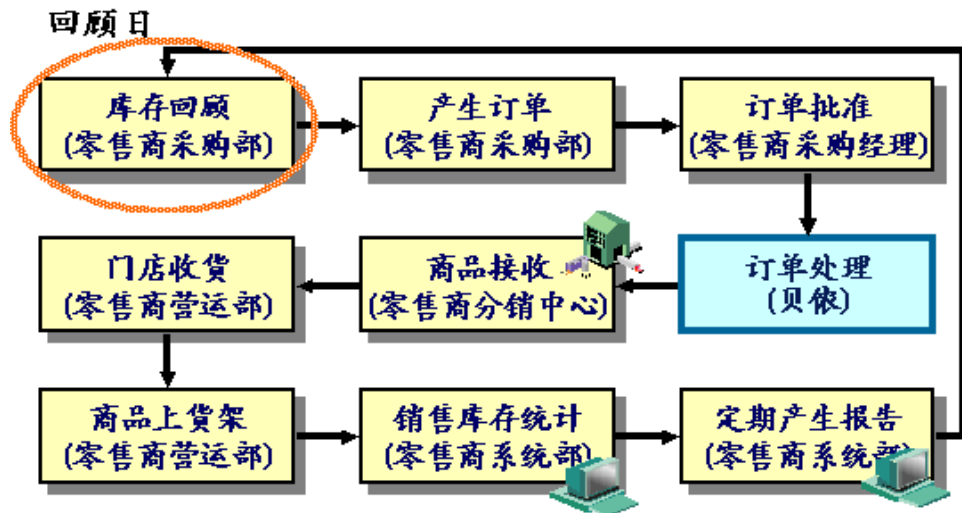 回顾日
库存回顾
(零售商采购部)
产生订单
(零售商采购部)
订单批准
(零售商采购经理)
门店收货
(零售商营运部)
商品接收
(零售商分销中心)
订单处理
(贝侬)
商品上货架
(零售商营运部)
销售库存统计
(零售商系统部)
定期产生报告
(零售商系统部)